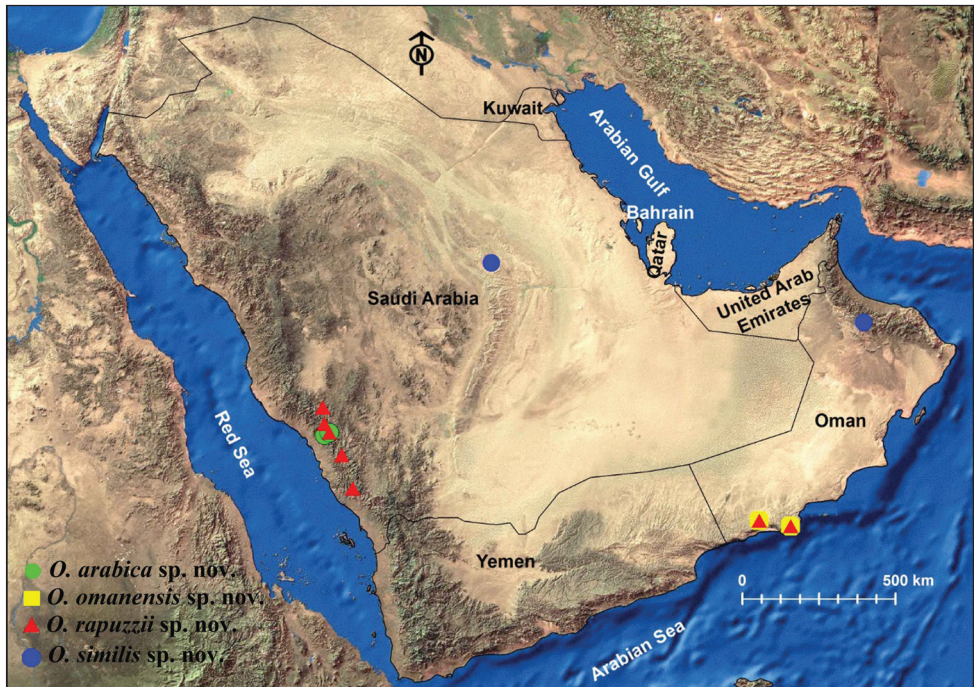 N
Kuwait
Arabian Gulf
Bahrain
Qatar
Saudi Arabia
United Arab
Emirates
Oman
Red Sea
Yemen
Arabian Sea
0 500 km
O. arabica sp. nov.
O. omanensis sp. nov.
O. rapuzzii sp. nov.
O. similis sp. nov.